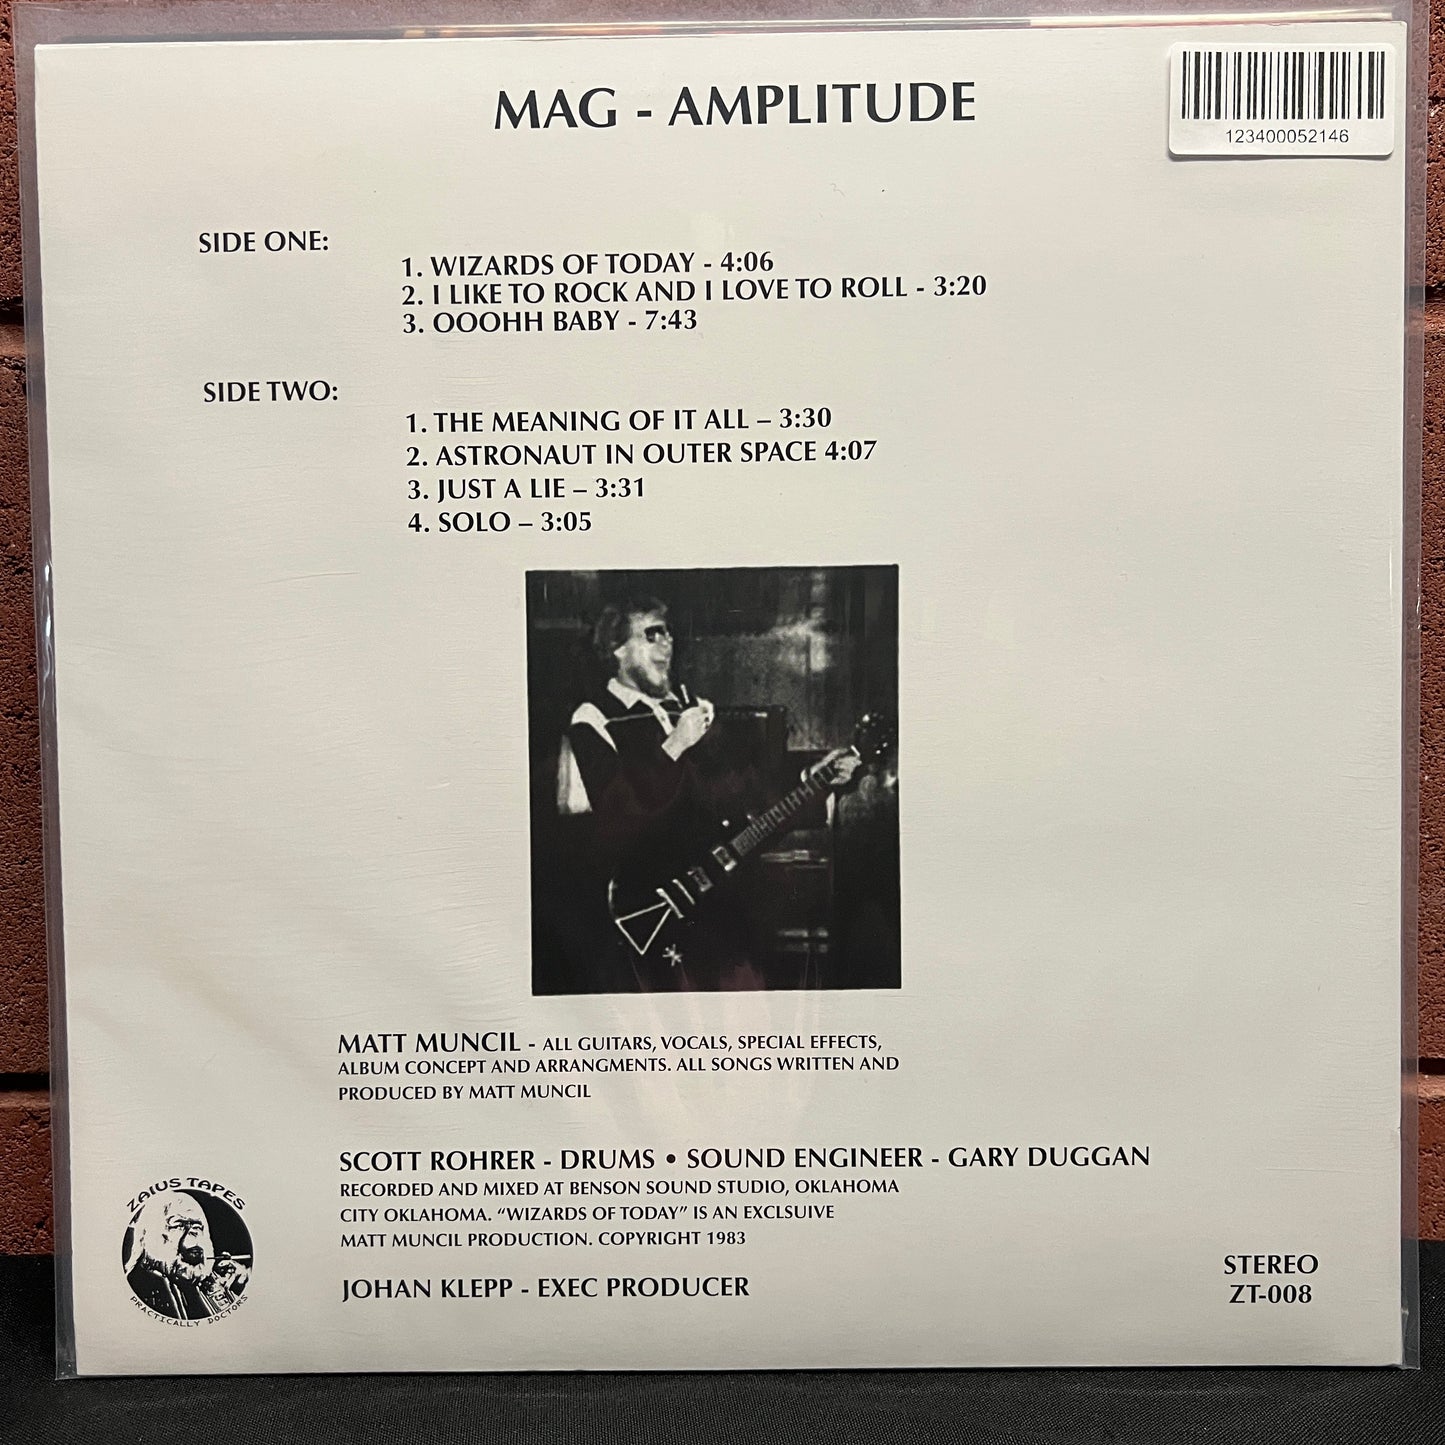 MAG - AMPLITUDE
123400052146
SIDE ONE:
1. WIZARDS OF TODAY - 4:06
2. I LIKE TO ROCK AND I LOVE TO ROLL - 3:20
3. OOOHH BABY - 7:43
SIDE TWO:
1. THE MEANING OF IT ALL – 3:30
2. ASTRONAUT IN OUTER SPACE 4:07
3. JUST A LIE – 3:31
4. SOLO – 3:05
MATT MUNCIL - ALL GUITARS, VOCALS, SPECIAL EFFECTS,
ALBUM CONCEPT AND ARRANGMENTS. ALL SONGS WRITTEN AND
PRODUCED BY MATT MUNCIL
SCOTT ROHRER - DRUMS • SOUND ENGINEER - GARY DUGGAN
RECORDED AND MIXED AT BENSON SOUND STUDIO, OKLAHOMA
CITY OKLAHOMA. “WIZARDS OF TODAY” IS AN EXCLSUIVE
MATT MUNCIL PRODUCTION. COPYRIGHT 1983
JOHAN KLEPP - EXEC PRODUCER
ZAIUS TAPES
PRACTICALLY DOCTORS
STEREO
ZT-008